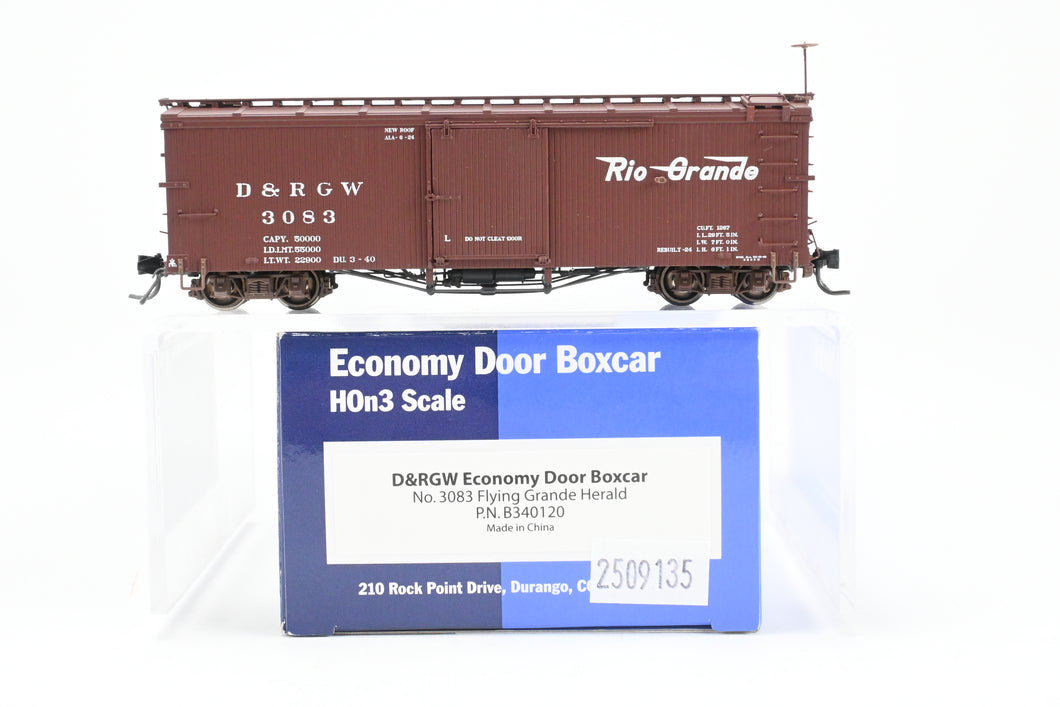 NEW ROOF
ALA-6-24
D & R G W
3083
CAPY. 50000
LD.LMT. 55000
LT.WT. 22900 DU. 3-40
L DO NOT CLEAT DOOR
Rio Grande
CU.FT. 1267
I. L. 29 FT. 5 IN.
I. W. 7 FT. 0 IN.
REBUILT-24 I. H. 6 FT. 1 IN.
Economy Door Boxcar
HOn3 Scale
D&RGW Economy Door Boxcar
No. 3083 Flying Grande Herald
P.N. B340120
Made in China
210 Rock Point Drive, Durango,
2509135